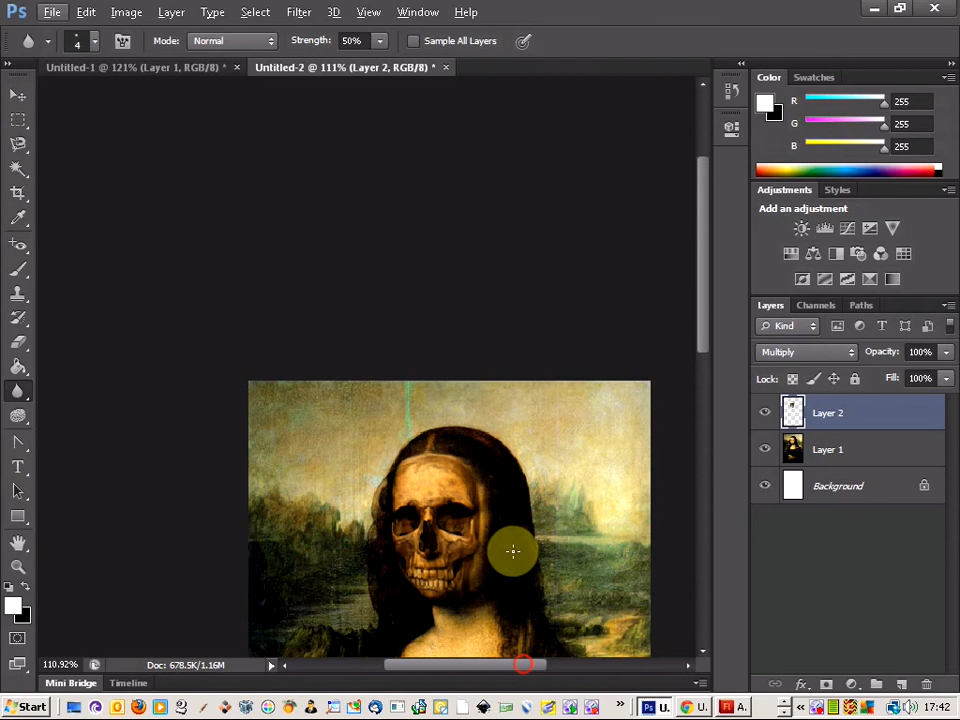 Ps File Edit Image Layer Type Select Filter 3D View Window Help
4 Mode: Normal Strength: 50% Sample All Layers
Untitled-1 @ 121% (Layer 1, RGB/8) * × Untitled-2 @ 111% (Layer 2, RGB/8) * ×
Color Swatches
R 255
G 255
B 255
Adjustments Styles
Add an adjustment
Layers Channels Paths
Kind
Multiply Opacity: 100%
Lock: Fill: 100%
Layer 2
Layer 1
Background
110.92% Doc: 678.5K/1.16M
Mini Bridge Timeline
Start Ps U. U. Fl A. 17:42